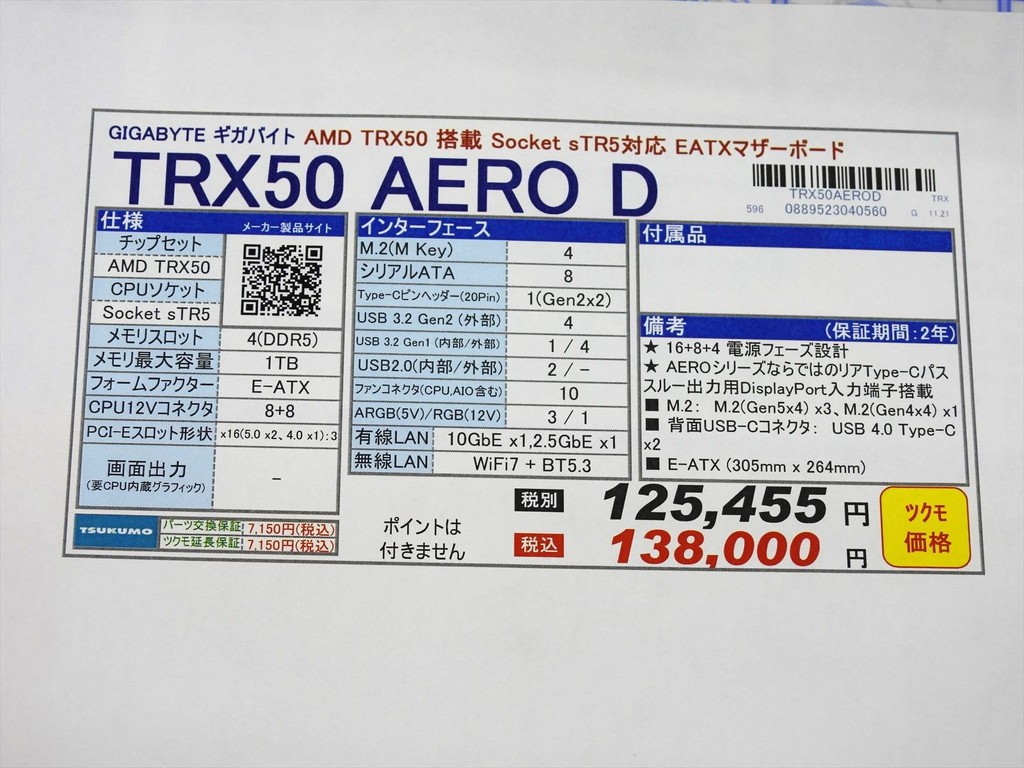 GIGABYTE ギガバイト AMD TRX50 搭載 Socket sTR5対応 EATXマザーボード
TRX50 AERO D
TRX50AEROD
TRX
596
0889523040560
G 11.21
仕様 メーカー製品サイト
チップセット
AMD TRX50
CPUソケット
Socket sTR5
メモリスロット 4(DDR5)
メモリ最大容量 1TB
フォームファクター E-ATX
CPU12Vコネクタ 8+8
PCI-Eスロット形状 x16(5.0 x2、4.0 x1):3
画面出力 -
(要CPU内蔵グラフィック)
インターフェース
M.2(M Key) 4
シリアルATA 8
Type-Cピンヘッダー(20Pin) 1(Gen2x2)
USB 3.2 Gen2 (外部) 4
USB 3.2 Gen1 (内部/外部) 1 / 4
USB2.0(内部/外部) 2 / -
ファンコネクタ(CPU,AIO含む) 10
ARGB(5V)/RGB(12V) 3 / 1
有線LAN 10GbE x1,2.5GbE x1
無線LAN WiFi7 + BT5.3
付属品
備考 (保証期間:2年)
★ 16+8+4 電源フェーズ設計
★ AEROシリーズならではのリアType-Cパス
スルー出力用DisplayPort入力端子搭載
■ M.2: M.2(Gen5x4) x3、M.2(Gen4x4) x1
■ 背面USB-Cコネクタ: USB 4.0 Type-C
x2
■ E-ATX (305mm x 264mm)
TSUKUMO パーツ交換保証 7,150円(税込)
ツクモ延長保証 7,150円(税込)
ポイントは
付きません
税別 125,455 円
税込 138,000 円
ツクモ
価格